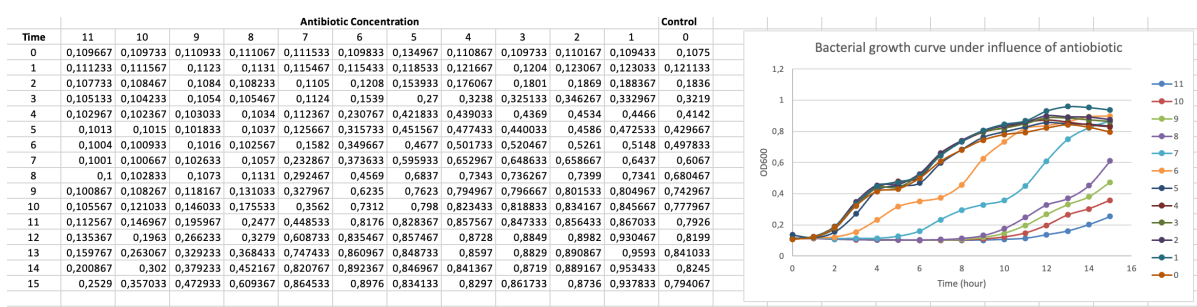 Antibiotic Concentration Control
Time 11 10 9 8 7 6 5 4 3 2 1 0
0 0,109667 0,109733 0,110933 0,111067 0,111533 0,109833 0,134967 0,110867 0,109733 0,110167 0,109433 0,1075
1 0,111233 0,111567 0,1123 0,1131 0,115467 0,115433 0,118533 0,121667 0,1204 0,123067 0,123033 0,121133
2 0,107733 0,108467 0,1084 0,108233 0,1105 0,1208 0,153933 0,176067 0,1801 0,1869 0,188367 0,1836
3 0,105133 0,104233 0,1054 0,105467 0,1124 0,1539 0,27 0,3238 0,325133 0,346267 0,332967 0,3219
4 0,102967 0,102367 0,103033 0,1034 0,112367 0,230767 0,421833 0,439033 0,4369 0,4534 0,4466 0,4142
5 0,1013 0,1015 0,101833 0,1037 0,125667 0,315733 0,451567 0,477433 0,440033 0,4586 0,472533 0,429667
6 0,1004 0,100933 0,1016 0,102567 0,1582 0,349667 0,4677 0,501733 0,520467 0,5261 0,5148 0,497833
7 0,1001 0,100667 0,102633 0,1057 0,232867 0,373633 0,595933 0,652967 0,648633 0,658667 0,6437 0,6067
8 0,1 0,102833 0,1073 0,1131 0,292467 0,4569 0,6837 0,7343 0,736267 0,7399 0,7341 0,680467
9 0,100867 0,108267 0,118167 0,131033 0,327967 0,6235 0,7623 0,794967 0,796667 0,801533 0,804967 0,742967
10 0,105567 0,121033 0,146033 0,175533 0,3562 0,7312 0,798 0,823433 0,818833 0,834167 0,845667 0,777967
11 0,112567 0,146967 0,195967 0,2477 0,448533 0,8176 0,828367 0,857567 0,847333 0,856433 0,867033 0,7926
12 0,135367 0,1963 0,266233 0,3279 0,608733 0,835467 0,857467 0,8728 0,8849 0,8982 0,930467 0,8199
13 0,159767 0,263067 0,329233 0,368433 0,747433 0,860967 0,848733 0,8597 0,8829 0,890867 0,9593 0,841033
14 0,200867 0,302 0,379233 0,452167 0,820767 0,892367 0,846967 0,841367 0,8719 0,889167 0,953433 0,8245
15 0,2529 0,357033 0,472933 0,609367 0,864533 0,8976 0,834133 0,8297 0,861733 0,8736 0,937833 0,794067
Bacterial growth curve under influence of antiobiotic
1,2
1
0,8
0,6
0,4
0,2
0
OD600
0 2 4 6 8 10 12 14 16
Time (hour)
11
10
9
8
7
6
5
4
3
2
1
0